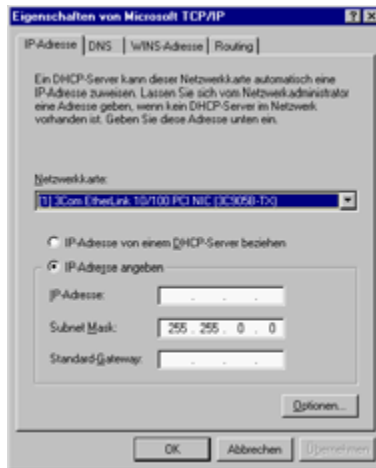 Eigenschaften von Microsoft TCP/IP
IP-Adresse DNS WINS-Adresse Routing
Ein DHCP-Server kann dieser Netzwerkkarte automatisch eine
IP-Adresse zuweisen. Lassen Sie sich vom Netzwerkadministrator
eine Adresse geben, wenn kein DHCP-Server im Netzwerk
vorhanden ist. Geben Sie diese Adresse unten ein.
Netzwerkkarte:
[1] 3Com EtherLink 10/100 PCI NIC (3C905B-TX)
IP-Adresse von einem DHCP-Server beziehen
IP-Adresse angeben
IP-Adresse: . . .
Subnet Mask: 255 . 255 . 0 . 0
Standard-Gateway: . . .
Optionen...
OK Abbrechen Übernehmen